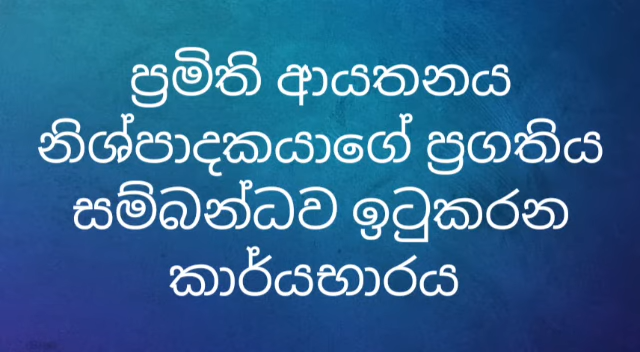 ප්‍රමිති ආයතනය
නිශ්පාදකයාගේ ප්‍රගතිය
සම්බන්ධව ඉටුකරන
කාර්යභාරය